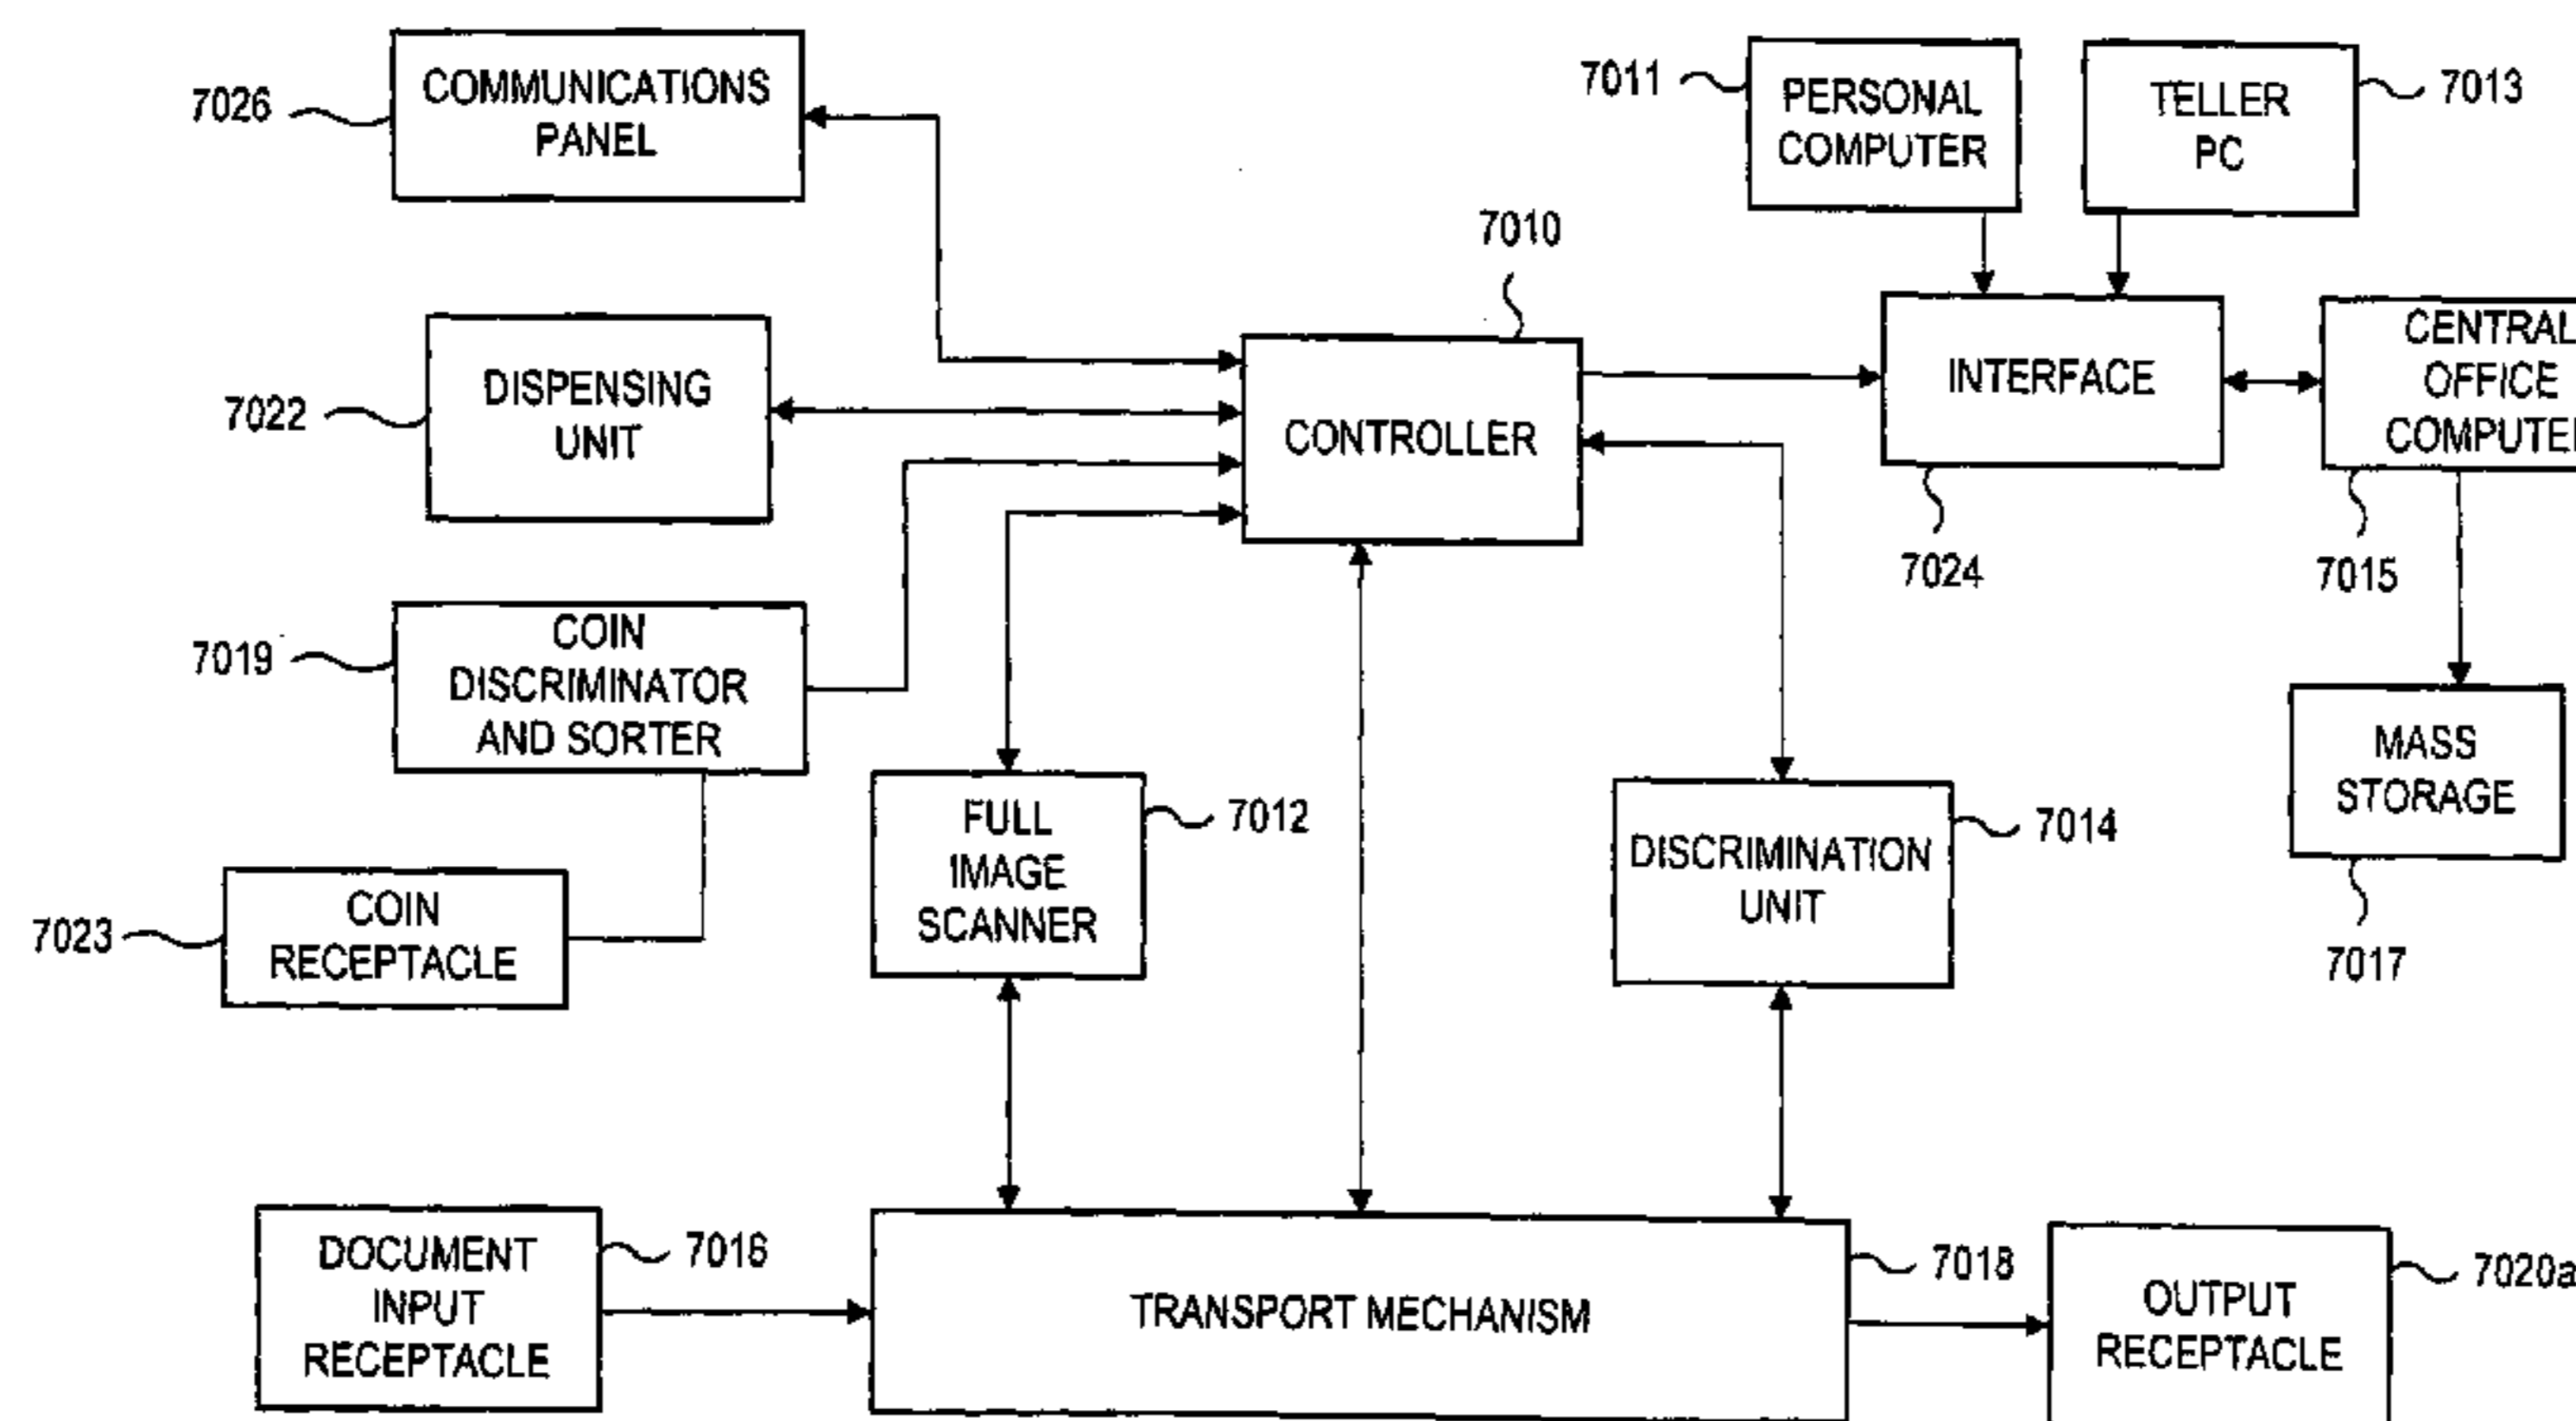 7026
COMMUNICATIONS
PANEL
7011
PERSONAL
COMPUTER
TELLER
PC
7013
7010
7022
DISPENSING
UNIT
CONTROLLER
INTERFACE
CENTRAL
OFFICE
COMPUTE
7024
7015
7019
COIN
DISCRIMINATOR
AND SORTER
7023
COIN
RECEPTACLE
FULL
IMAGE
SCANNER
7012
DISCRIMINATION
UNIT
7014
MASS
STORAGE
7017
DOCUMENT
INPUT
RECEPTACLE
7016
TRANSPORT MECHANISM
7018
OUTPUT
RECEPTACLE
7020a